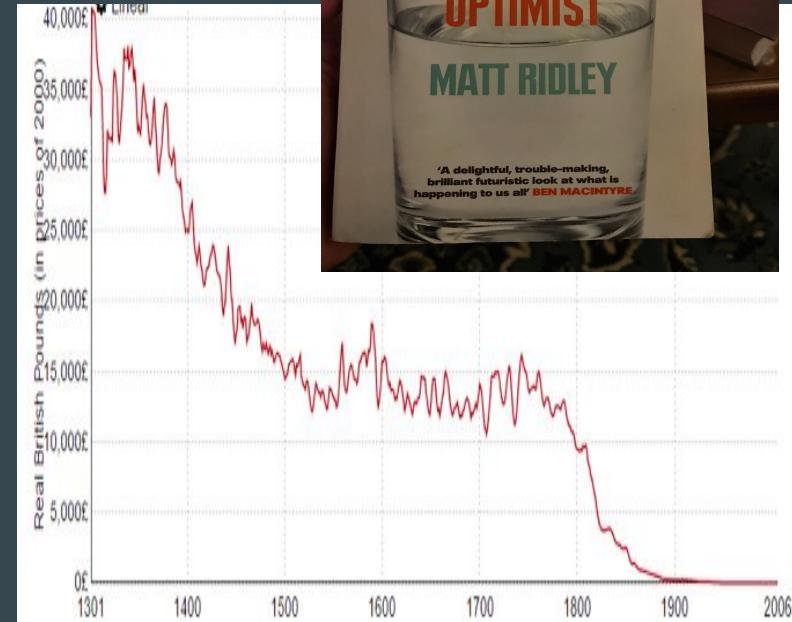 Linear
OPTIMIST
MATT RIDLEY
'A delightful, trouble-making,
brilliant futuristic look at what is
happening to us all' BEN MACINTYRE
Real British Pounds (in prices of 2000)
40,000£
35,000£
30,000£
25,000£
20,000£
15,000£
10,000£
5,000£
0£
1301 1400 1500 1600 1700 1800 1900 2006